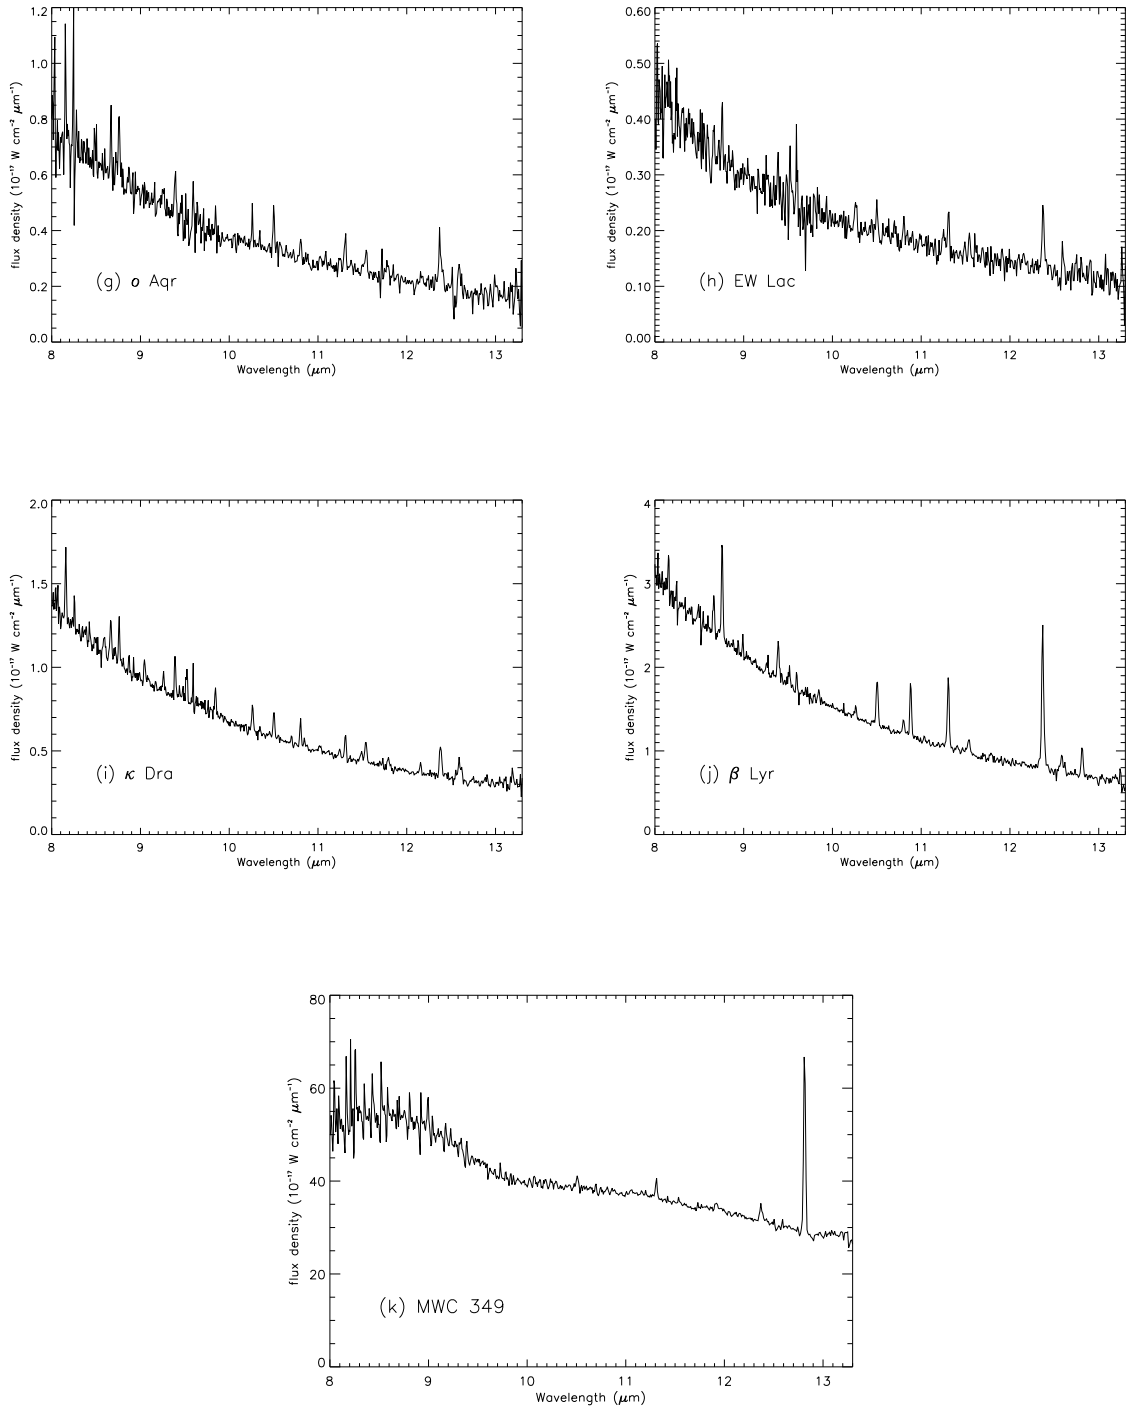 1.2
1.0
0.8
0.6
0.4
0.2
0.0
flux density (10⁻¹⁷ W cm⁻² μm⁻¹)
(g) o Aqr
8 9 10 11 12 13
Wavelength (μm)
0.60
0.50
0.40
0.30
0.20
0.10
0.00
flux density (10⁻¹⁷ W cm⁻² μm⁻¹)
(h) EW Lac
8 9 10 11 12 13
Wavelength (μm)
2.0
1.5
1.0
0.5
0.0
flux density (10⁻¹⁷ W cm⁻² μm⁻¹)
(i) κ Dra
8 9 10 11 12 13
Wavelength (μm)
4
3
2
1
0
flux density (10⁻¹⁷ W cm⁻² μm⁻¹)
(j) β Lyr
8 9 10 11 12 13
Wavelength (μm)
80
60
40
20
0
flux density (10⁻¹⁷ W cm⁻² μm⁻¹)
(k) MWC 349
8 9 10 11 12 13
Wavelength (μm)